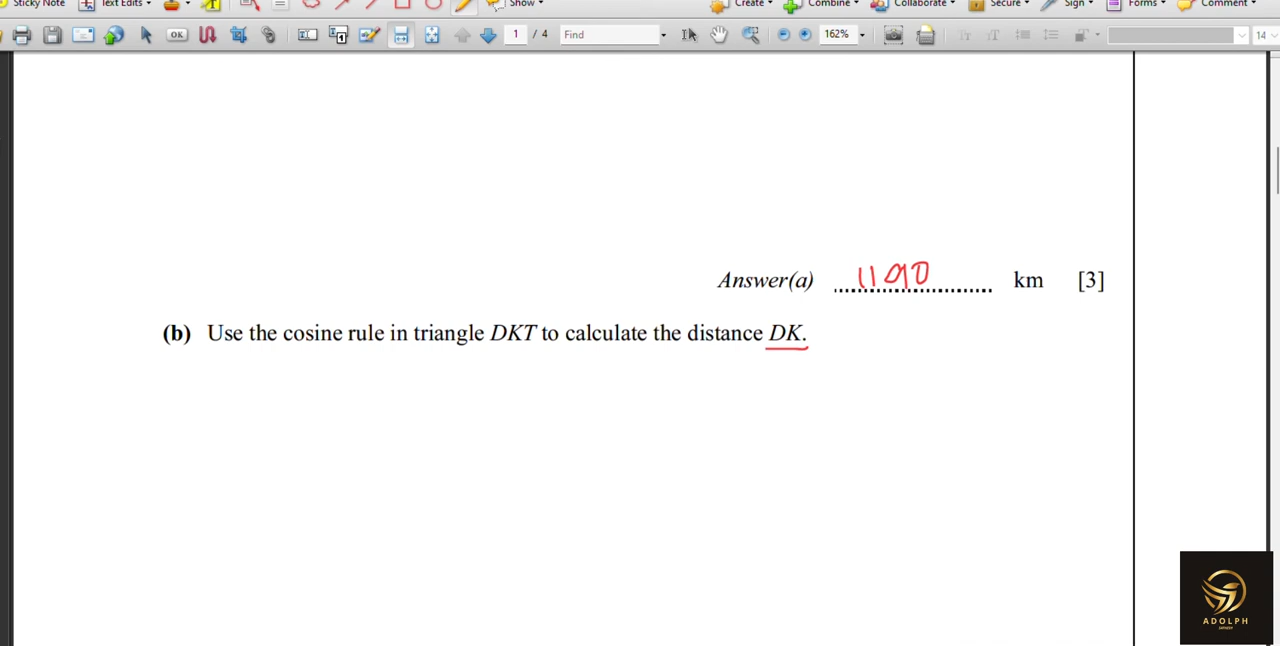 Sticky Note Text Edits Show Create Combine Collaborate Secure Sign Forms Comment
OK 1 / 4 Find 162% 14
Answer(a) 1190 km [3]
(b) Use the cosine rule in triangle DKT to calculate the distance DK.
ADOLPH